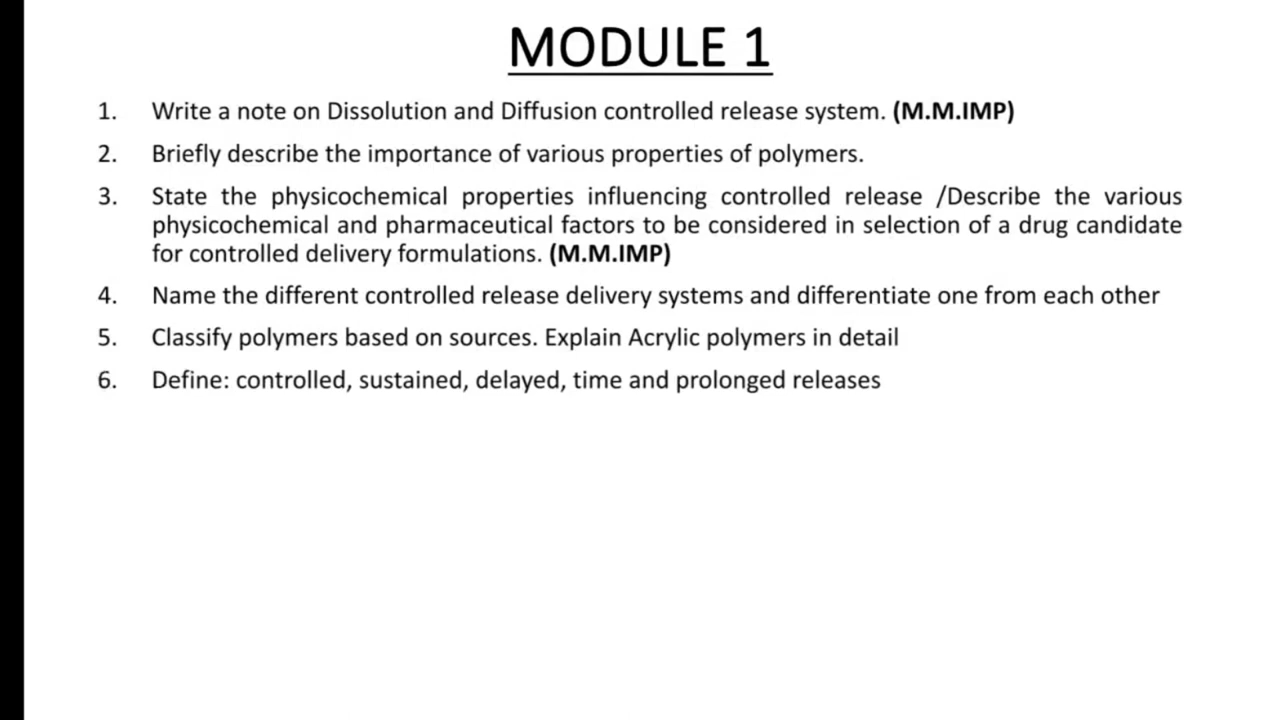 MODULE 1
1. Write a note on Dissolution and Diffusion controlled release system. (M.M.IMP)
2. Briefly describe the importance of various properties of polymers.
3. State the physicochemical properties influencing controlled release /Describe the various
physicochemical and pharmaceutical factors to be considered in selection of a drug candidate
for controlled delivery formulations. (M.M.IMP)
4. Name the different controlled release delivery systems and differentiate one from each other
5. Classify polymers based on sources. Explain Acrylic polymers in detail
6. Define: controlled, sustained, delayed, time and prolonged releases